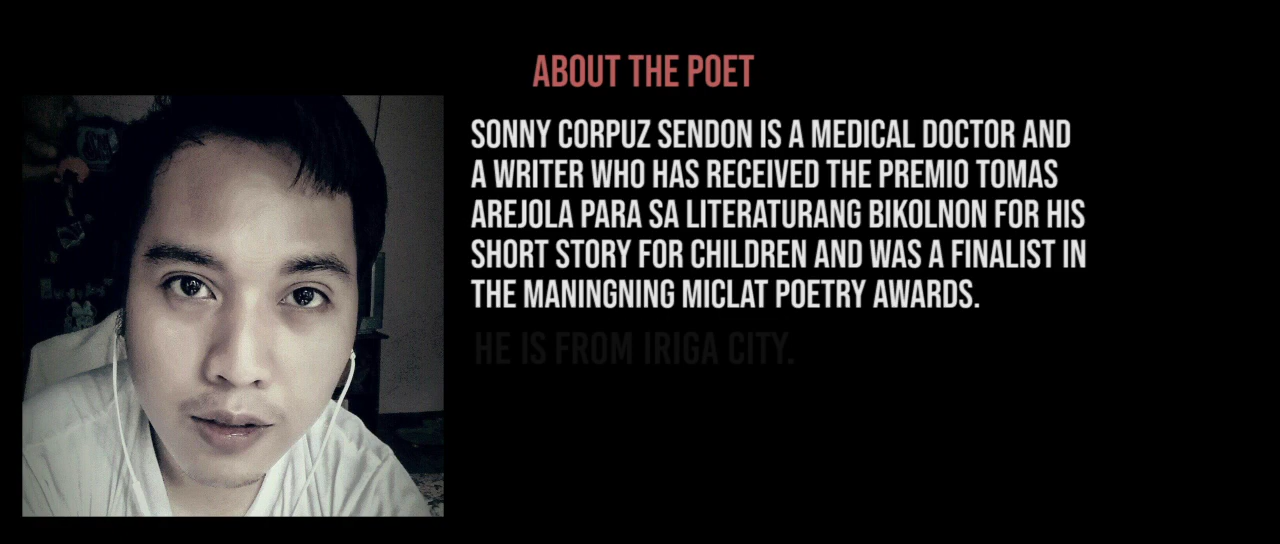 ABOUT THE POET
SONNY CORPUZ SENDON IS A MEDICAL DOCTOR AND
A WRITER WHO HAS RECEIVED THE PREMIO TOMAS
AREJOLA PARA SA LITERATURANG BIKOLNON FOR HIS
SHORT STORY FOR CHILDREN AND WAS A FINALIST IN
THE MANINGNING MICLAT POETRY AWARDS.
HE IS FROM IRIGA CITY.